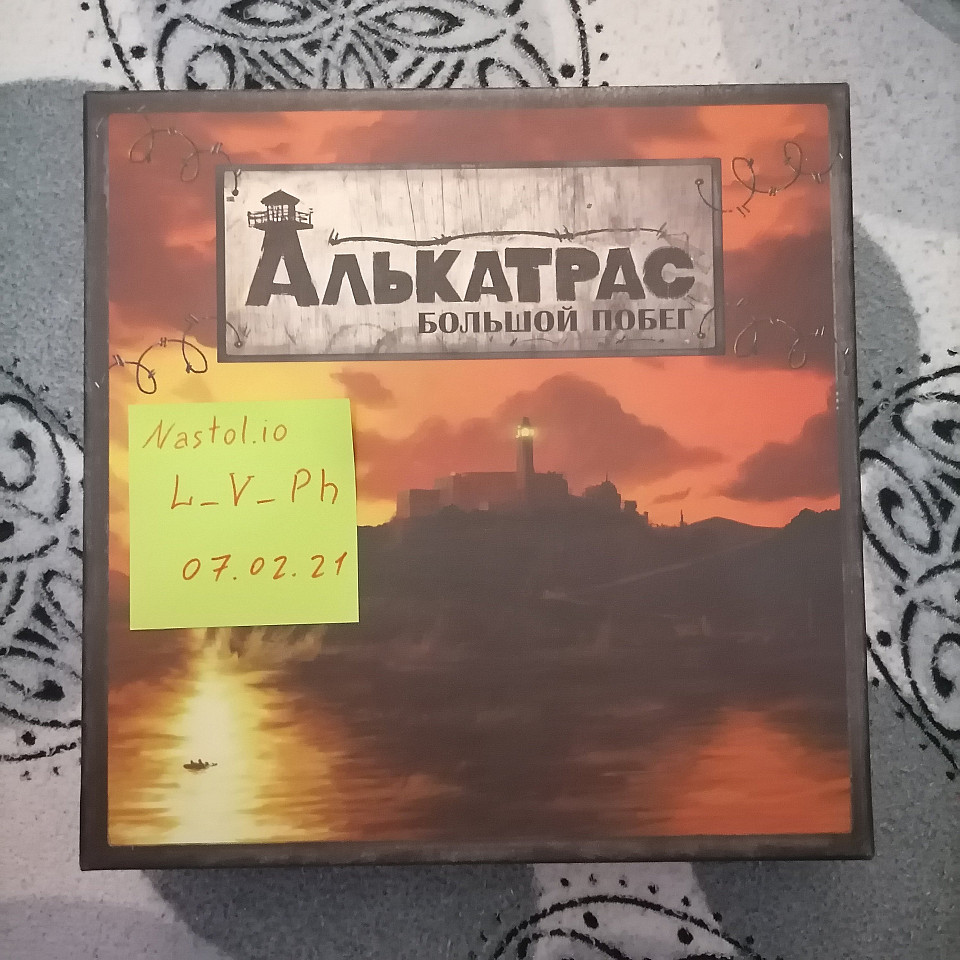 АЛЬКАТРАС
БОЛЬШОЙ ПОБЕГ
Nastol.io
L_V_Ph
07.02.21